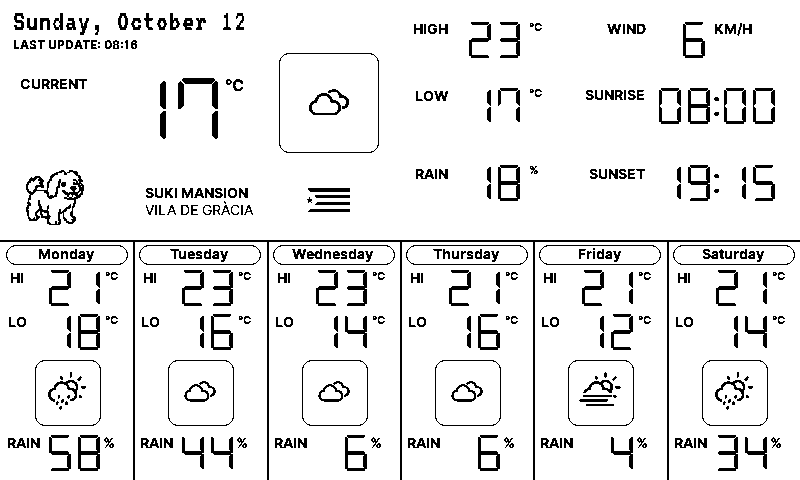 Sunday, October 12
LAST UPDATE: 08:16
CURRENT 17 °C
SUKI MANSION
VILA DE GRÀCIA
HIGH 23 °C
LOW 17 °C
RAIN 18 %
WIND 6 KM/H
SUNRISE 08:00
SUNSET 19:15
Monday
HI 21 °C
LO 18 °C
RAIN 58 %
Tuesday
HI 23 °C
LO 16 °C
RAIN 44 %
Wednesday
HI 23 °C
LO 14 °C
RAIN 6 %
Thursday
HI 21 °C
LO 16 °C
RAIN 6 %
Friday
HI 21 °C
LO 12 °C
RAIN 4 %
Saturday
HI 21 °C
LO 14 °C
RAIN 34 %